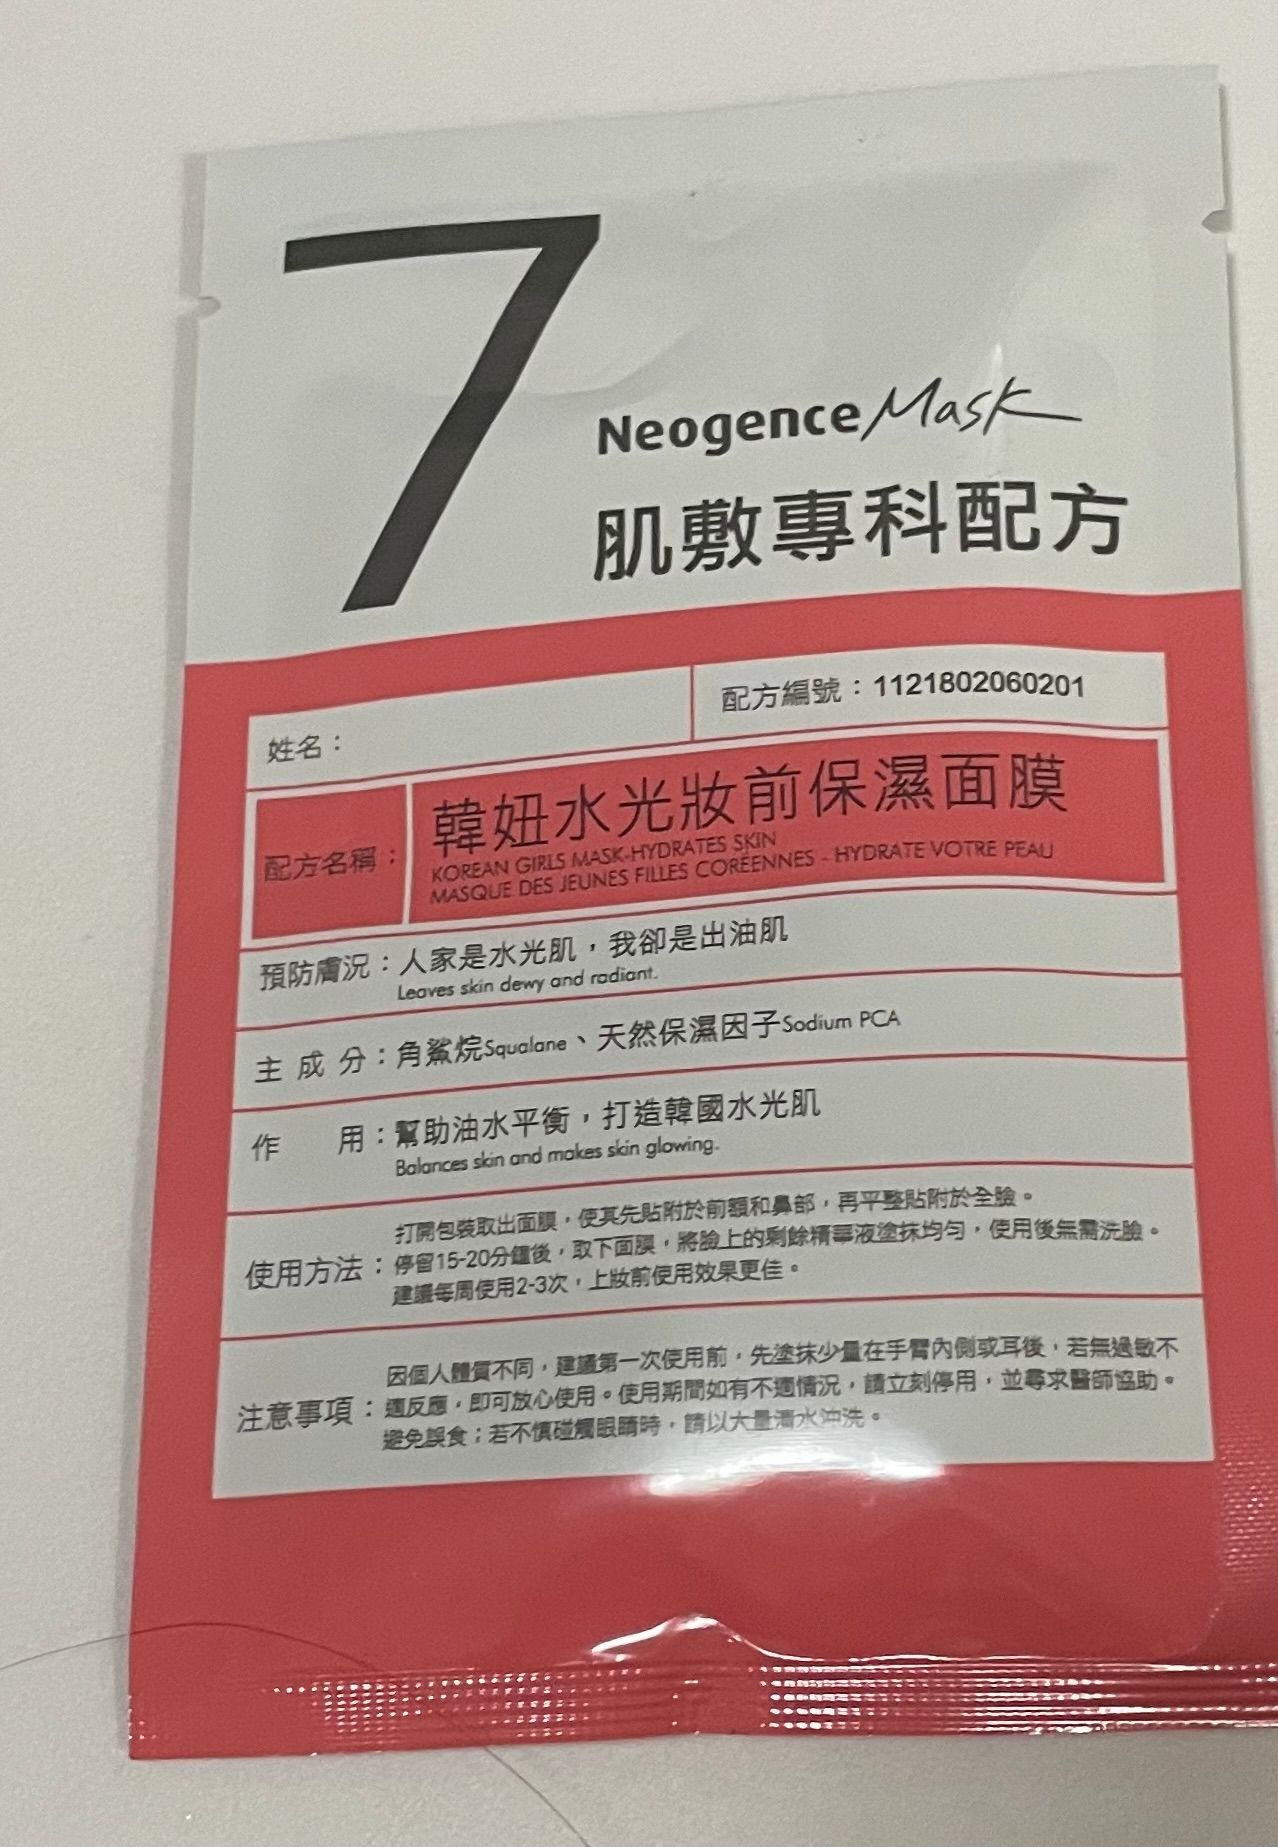 7
Neogence Mask
肌敷專科配方
姓名：
配方編號：1121802060201
配方名稱：
韓妞水光妝前保濕面膜
KOREAN GIRLS MASK-HYDRATES SKIN
MASQUE DES JEUNES FILLES CORÉENNES - HYDRATE VOTRE PEAU
預防膚況：人家是水光肌，我卻是出油肌
Leaves skin dewy and radiant.
主成分：角鯊烷Squalane、天然保濕因子Sodium PCA
作用：幫助油水平衡，打造韓國水光肌
Balances skin and makes skin glowing.
使用方法：
打開包裝取出面膜，使其先貼附於前額和鼻部，再平整貼附於全臉。
停留15-20分鐘後，取下面膜，將臉上的剩餘精華液塗抹均勻，使用後無需洗臉。
建議每周使用2-3次，上妝前使用效果更佳。
注意事項：
因個人體質不同，建議第一次使用前，先塗抹少量在手臂內側或耳後，若無過敏不
適反應，即可放心使用。使用期間如有不適情況，請立刻停用，並尋求醫師協助。
避免誤食；若不慎碰觸眼睛時，請以大量清水沖洗。